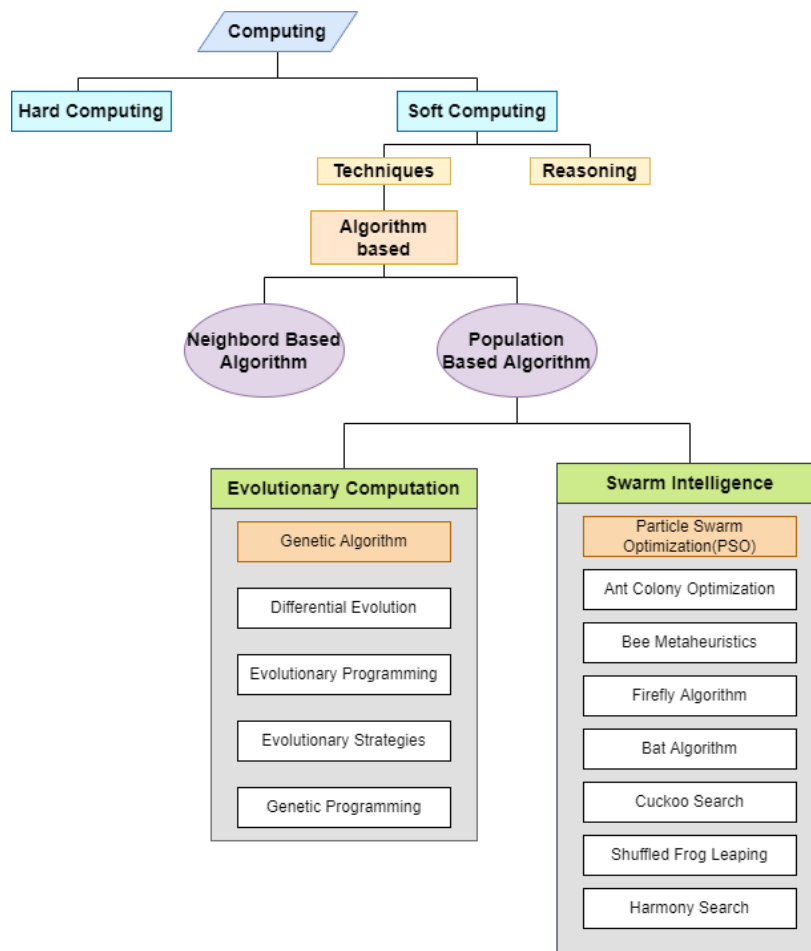 Computing
Hard Computing
Soft Computing
Techniques
Reasoning
Algorithm
based
Neighbord Based
Algorithm
Population
Based Algorithm
Evolutionary Computation
Genetic Algorithm
Differential Evolution
Evolutionary Programming
Evolutionary Strategies
Genetic Programming
Swarm Intelligence
Particle Swarm
Optimization(PSO)
Ant Colony Optimization
Bee Metaheuristics
Firefly Algorithm
Bat Algorithm
Cuckoo Search
Shuffled Frog Leaping
Harmony Search